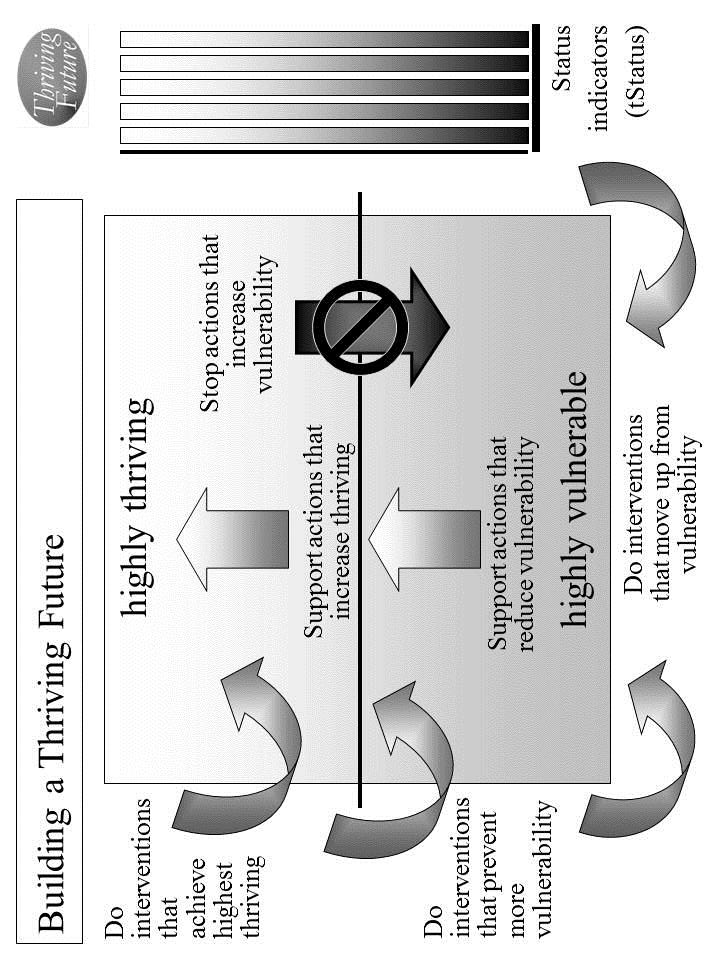 Building a Thriving Future
Thriving
Future
Do
interventions
that
achieve
highest
thriving
highly thriving
Stop actions that
increase
vulnerability
Support actions that
increase thriving
Do
interventions
that prevent
more
vulnerability
Support actions that
reduce vulnerability
highly vulnerable
Do interventions
that move up from
vulnerability
Status
indicators
(tStatus)